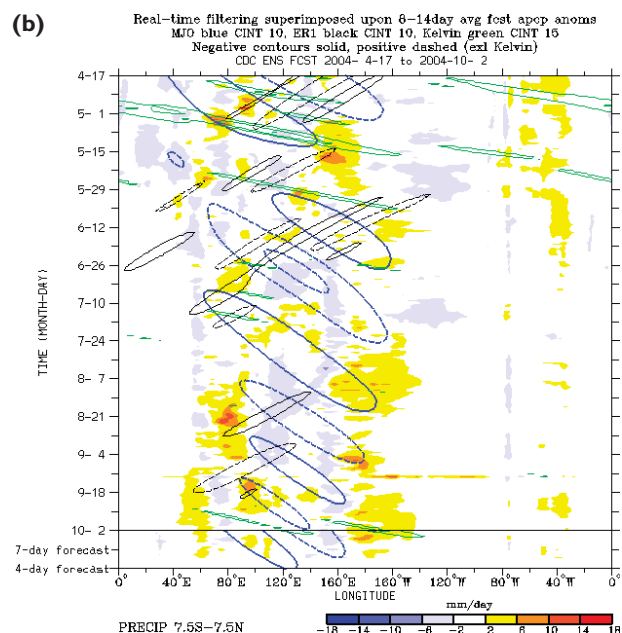 (b)
Real-time filtering superimposed upon 8-14day avg fcst apcp anoms
MJO blue CINT 10, ER1 black CINT 10, Kelvin green CINT 15
Negative contours solid, positive dashed (exl Kelvin)
CDC ENS FCST 2004- 4-17 to 2004-10- 2
TIME (MONTH-DAY)
4-17
5- 1
5-15
5-29
6-12
6-26
7-10
7-24
8- 7
8-21
9- 4
9-18
10- 2
7-day forecast
4-day forecast
0° 40°E 80°E 120°E 160°E 160°W 120°W 80°W 40°W 0°
LONGITUDE
mm/day
PRECIP 7.5S-7.5N
-18 -14 -10 -6 -2 2 6 10 14 18